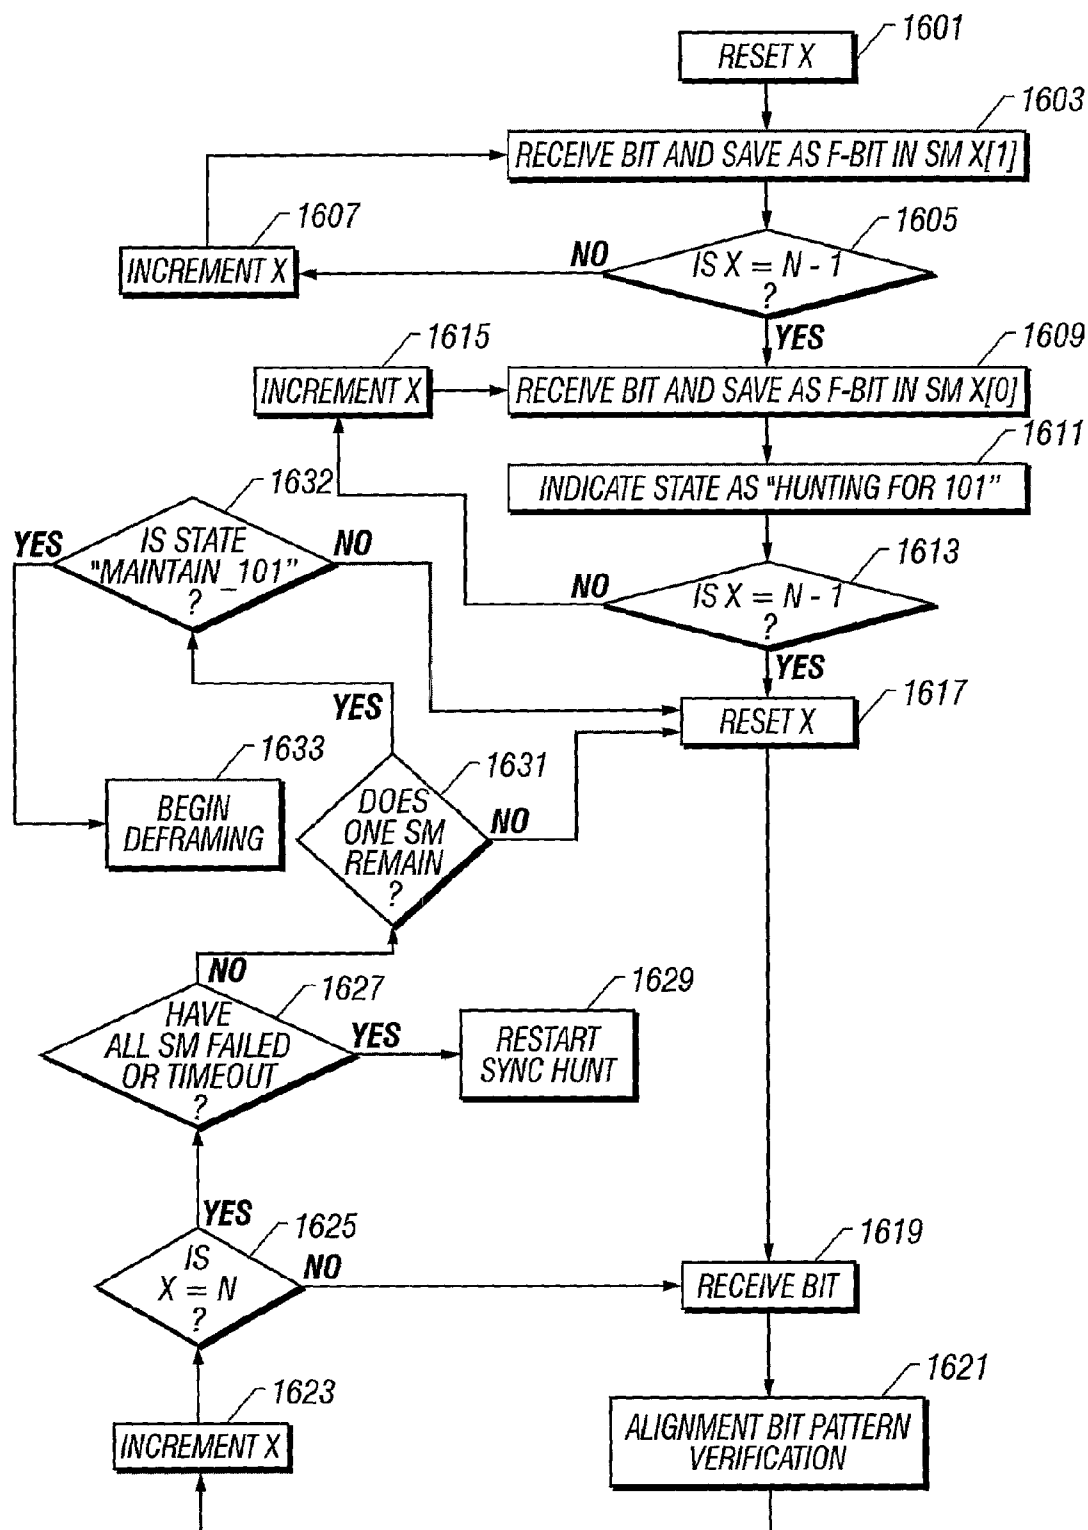 1601
RESET X
1603
RECEIVE BIT AND SAVE AS F-BIT IN SM X[1]
1607
INCREMENT X
1605
NO
IS X = N - 1
?
YES
1615
INCREMENT X
1609
RECEIVE BIT AND SAVE AS F-BIT IN SM X[0]
1611
INDICATE STATE AS "HUNTING FOR 101"
1632
YES
IS STATE
"MAINTAIN_101"
?
NO
1613
NO
IS X = N - 1
?
YES
YES
1617
RESET X
1633
BEGIN
DEFRAMING
1631
DOES
ONE SM
REMAIN
?
NO
NO
1627
HAVE
ALL SM FAILED
OR TIMEOUT
?
YES
1629
RESTART
SYNC HUNT
YES
1625
IS
X = N
?
NO
1619
RECEIVE BIT
1623
INCREMENT X
1621
ALIGNMENT BIT PATTERN
VERIFICATION